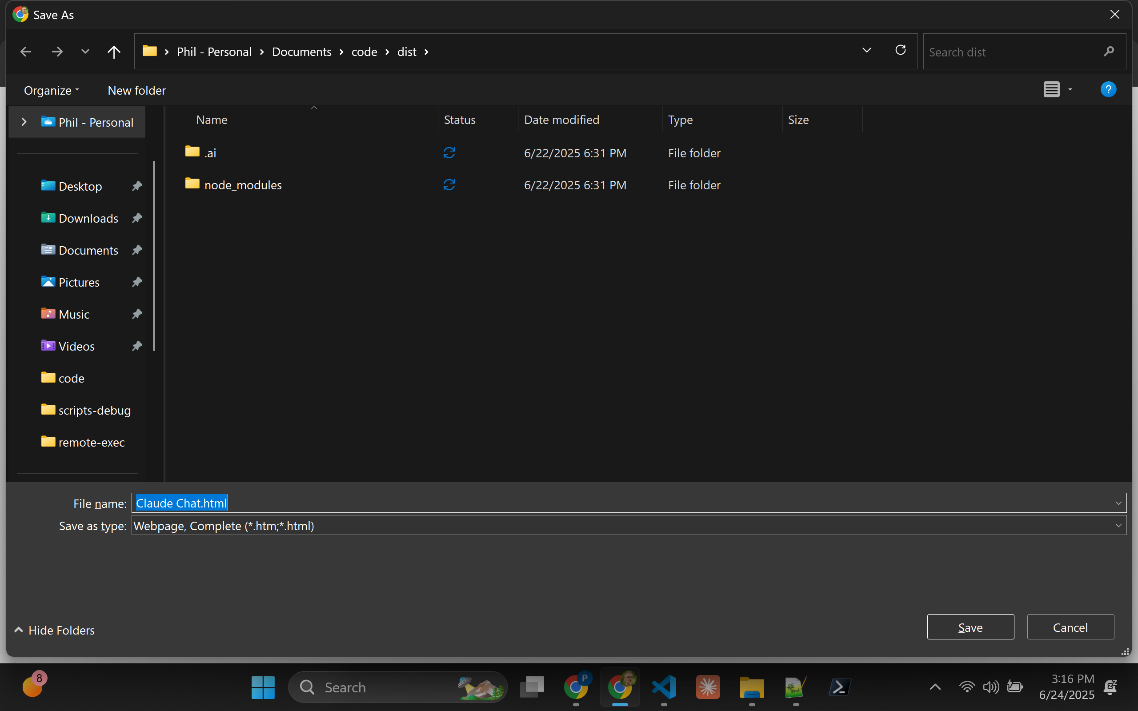 Save As
Phil - Personal > Documents > code > dist >
Search dist
Organize
New folder
?
Phil - Personal
Name Status Date modified Type Size
.ai 6/22/2025 6:31 PM File folder
node_modules 6/22/2025 6:31 PM File folder
Desktop
Downloads
Documents
Pictures
Music
Videos
code
scripts-debug
remote-exec
File name: Claude Chat.html
Save as type: Webpage, Complete (*.htm;*.html)
Hide Folders
Save
Cancel
8
Search
P
3:16 PM
6/24/2025